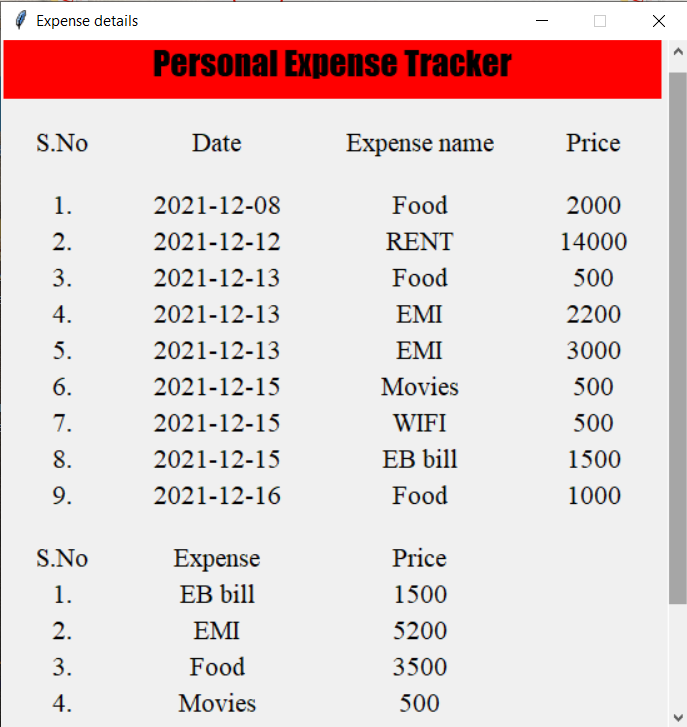 Expense details
Personal Expense Tracker
S.No Date Expense name Price
1. 2021-12-08 Food 2000
2. 2021-12-12 RENT 14000
3. 2021-12-13 Food 500
4. 2021-12-13 EMI 2200
5. 2021-12-13 EMI 3000
6. 2021-12-15 Movies 500
7. 2021-12-15 WIFI 500
8. 2021-12-15 EB bill 1500
9. 2021-12-16 Food 1000
S.No Expense Price
1. EB bill 1500
2. EMI 5200
3. Food 3500
4. Movies 500